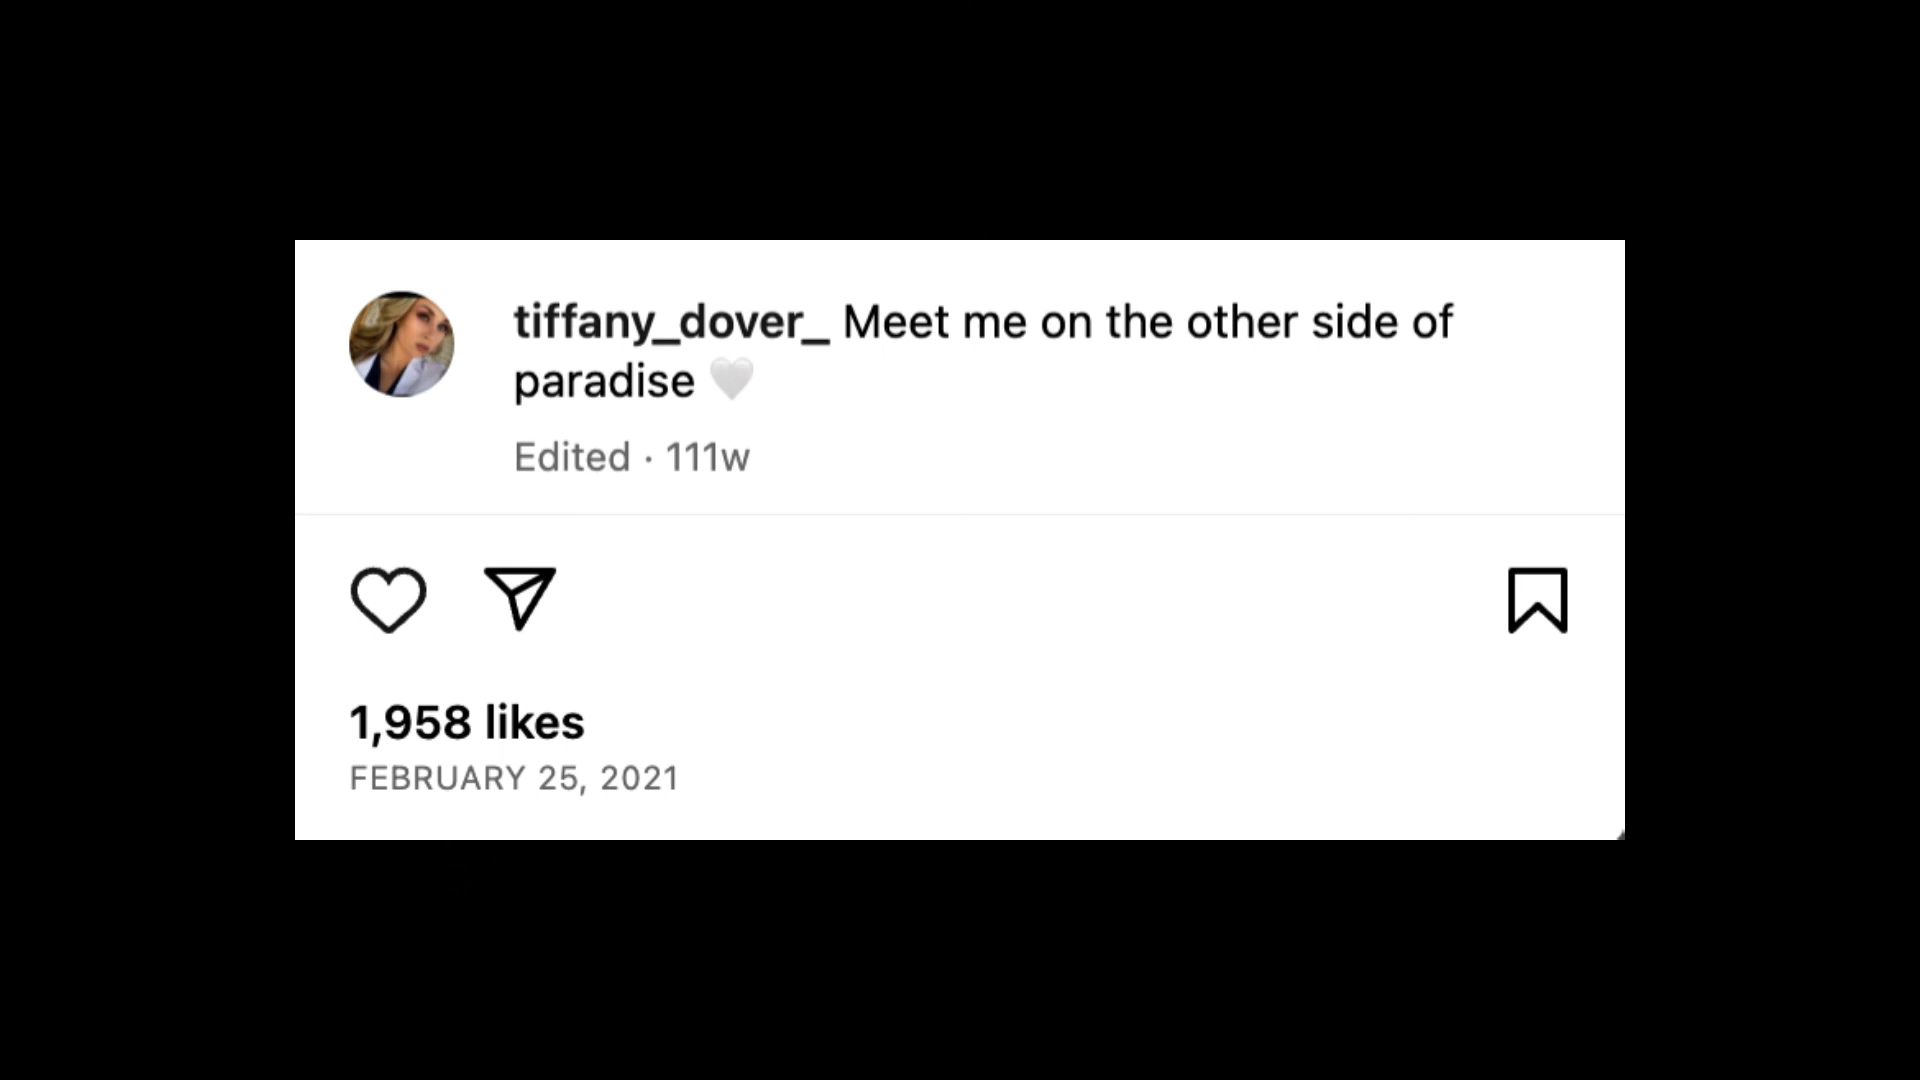 tiffany_dover_ Meet me on the other side of
paradise 🤍
Edited · 111w
1,958 likes
FEBRUARY 25, 2021